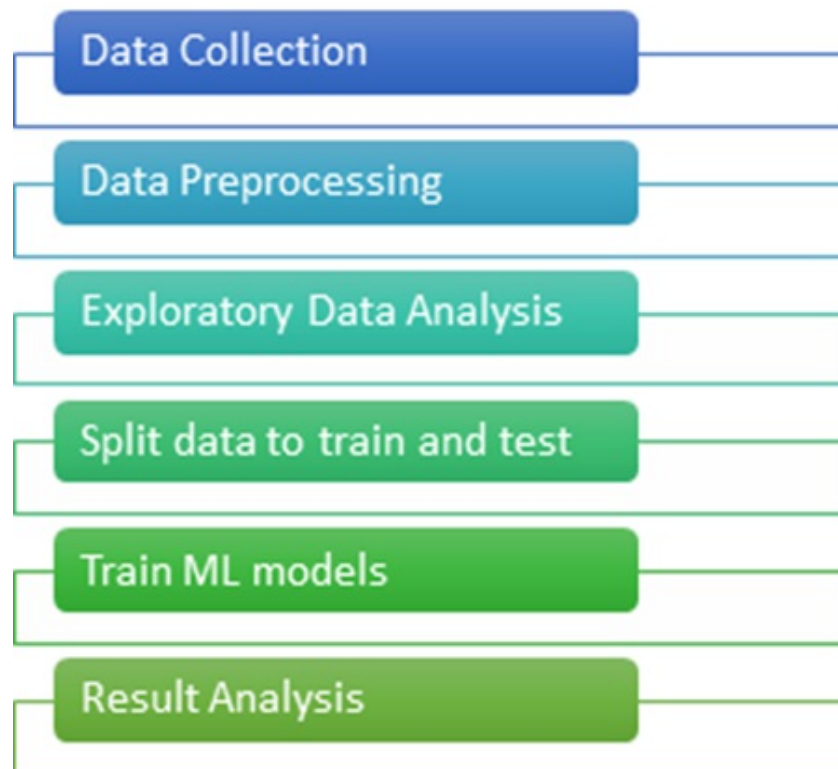 Data Collection
Data Preprocessing
Exploratory Data Analysis
Split data to train and test
Train ML models
Result Analysis